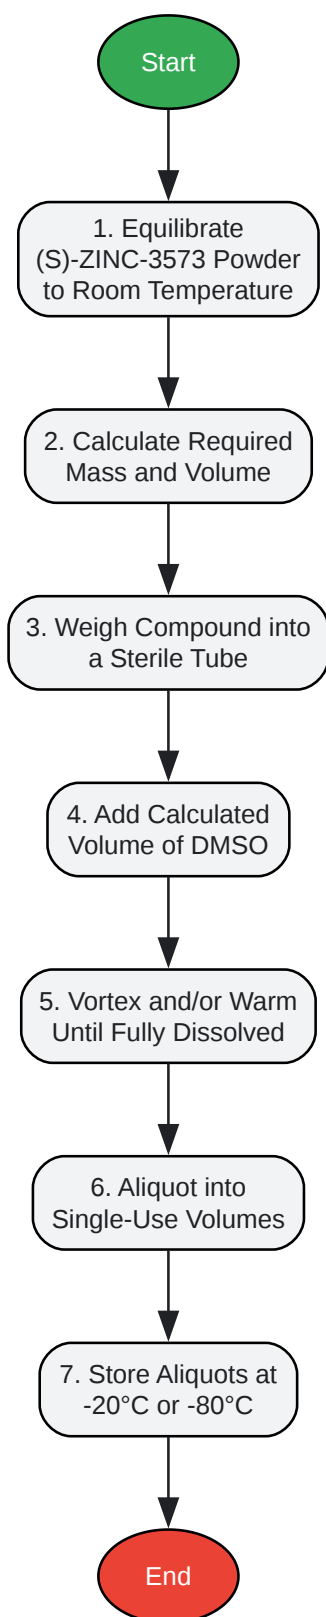 Start
1. Equilibrate
(S)-ZINC-3573 Powder
to Room Temperature
2. Calculate Required
Mass and Volume
3. Weigh Compound into
a Sterile Tube
4. Add Calculated
Volume of DMSO
5. Vortex and/or Warm
Until Fully Dissolved
6. Aliquot into
Single-Use Volumes
7. Store Aliquots at
-20°C or -80°C
End